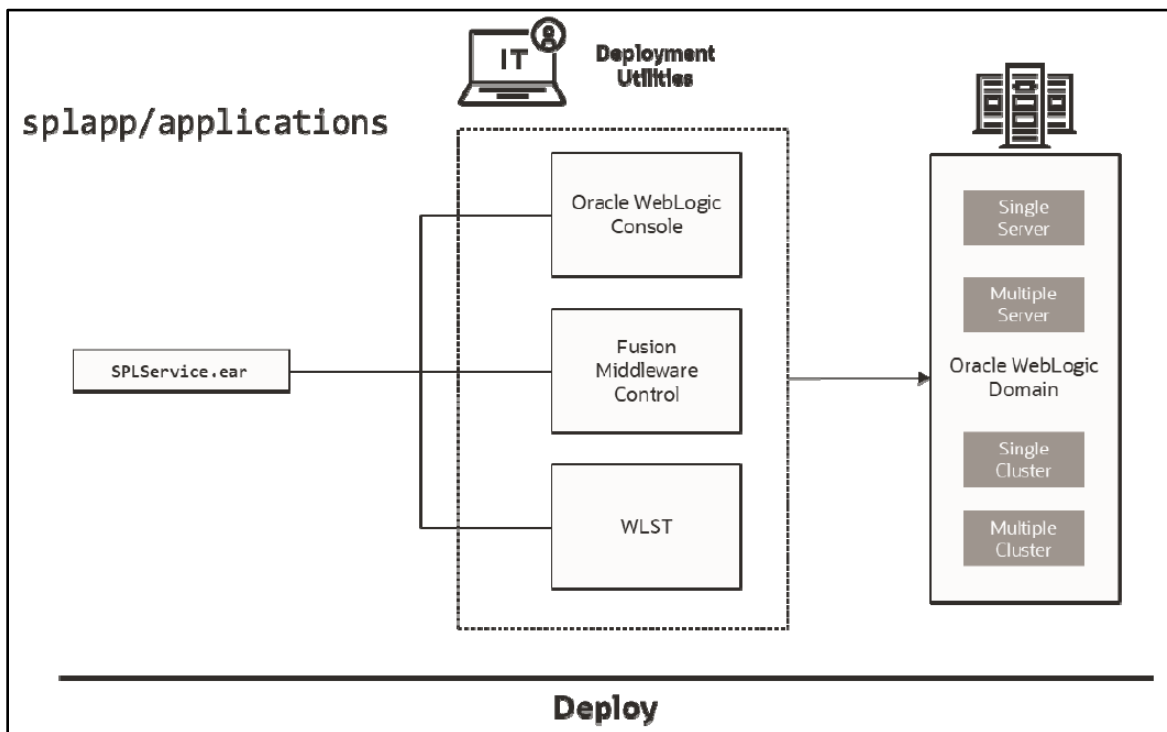 IT
Deployment
Utilities
splapp/applications
Oracle WebLogic
Console
Single
Server
Multiple
Server
SPLService.ear
Fusion
Middleware
Control
Oracle WebLogic
Domain
Single
Cluster
WLST
Multiple
Cluster
Deploy